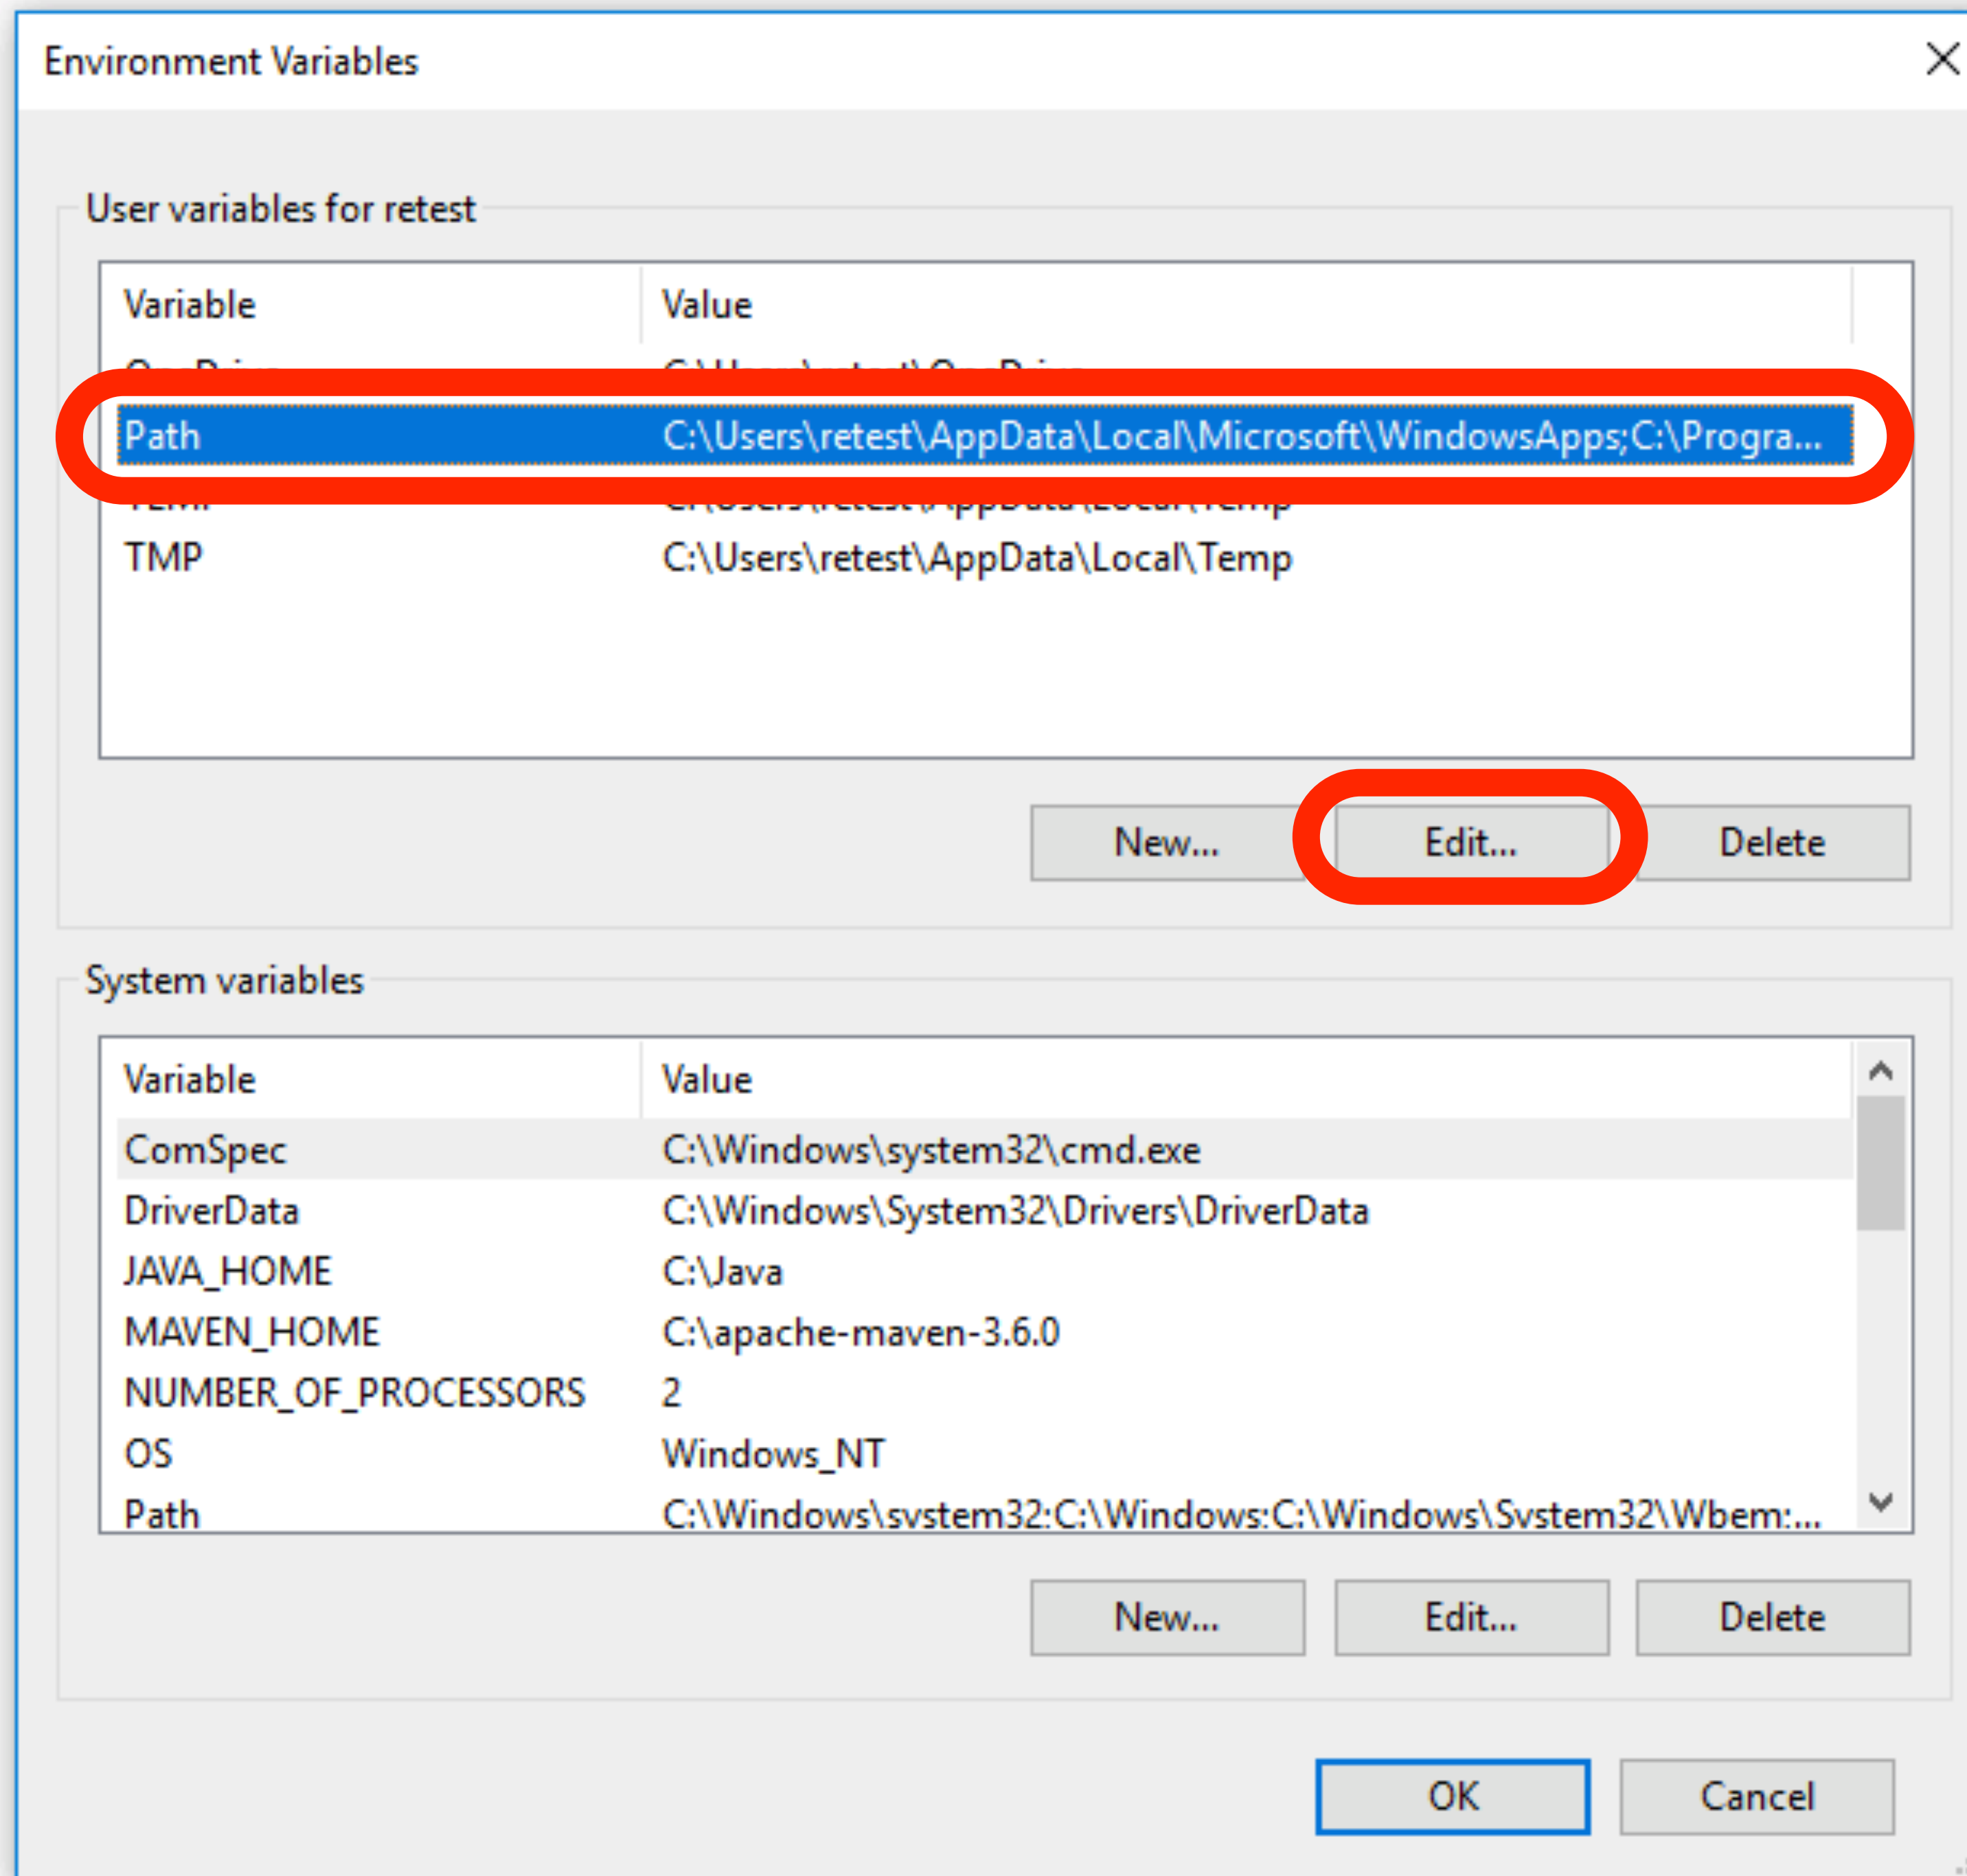 Environment Variables
User variables for retest
Variable Value
Path C:\Users\retest\AppData\Local\Microsoft\WindowsApps;C:\Progra...
TMP C:\Users\retest\AppData\Local\Temp
New... Edit... Delete
System variables
Variable Value
ComSpec C:\Windows\system32\cmd.exe
DriverData C:\Windows\System32\Drivers\DriverData
JAVA_HOME C:\Java
MAVEN_HOME C:\apache-maven-3.6.0
NUMBER_OF_PROCESSORS 2
OS Windows_NT
Path C:\Windows\system32;C:\Windows;C:\Windows\System32\Wbem;...
New... Edit... Delete
OK Cancel